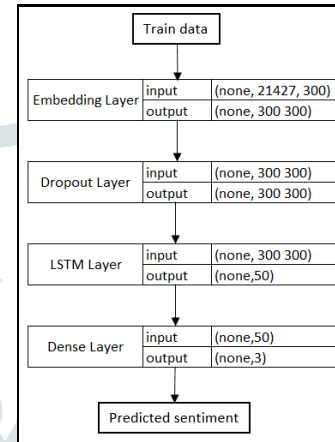 Train data
Embedding Layer
input (none, 21427, 300)
output (none, 300 300)
Dropout Layer
input (none, 300 300)
output (none, 300 300)
LSTM Layer
input (none, 300 300)
output (none,50)
Dense Layer
input (none,50)
output (none,3)
Predicted sentiment